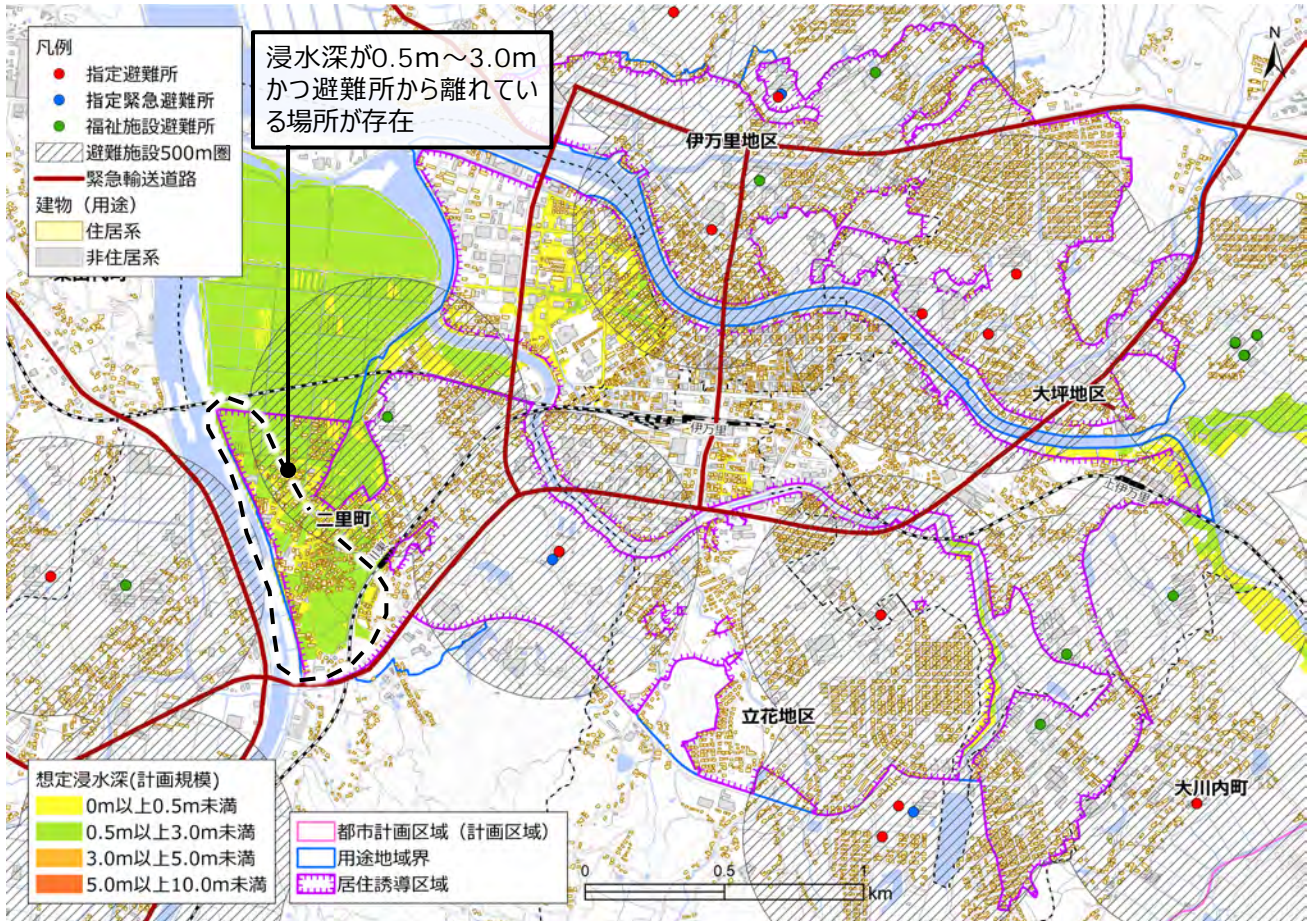 凡例
指定避難所
指定緊急避難所
福祉施設避難所
避難施設500m圏
緊急輸送道路
建物（用途）
住居系
非住居系
浸水深が0.5m～3.0m
かつ避難所から離れてい
る場所が存在
N
伊万里地区
大坪地区
伊万里
上伊万里
二里町
立花地区
大川内町
想定浸水深(計画規模)
0m以上0.5m未満
0.5m以上3.0m未満
3.0m以上5.0m未満
5.0m以上10.0m未満
都市計画区域（計画区域）
用途地域界
居住誘導区域
0 0.5 1
km